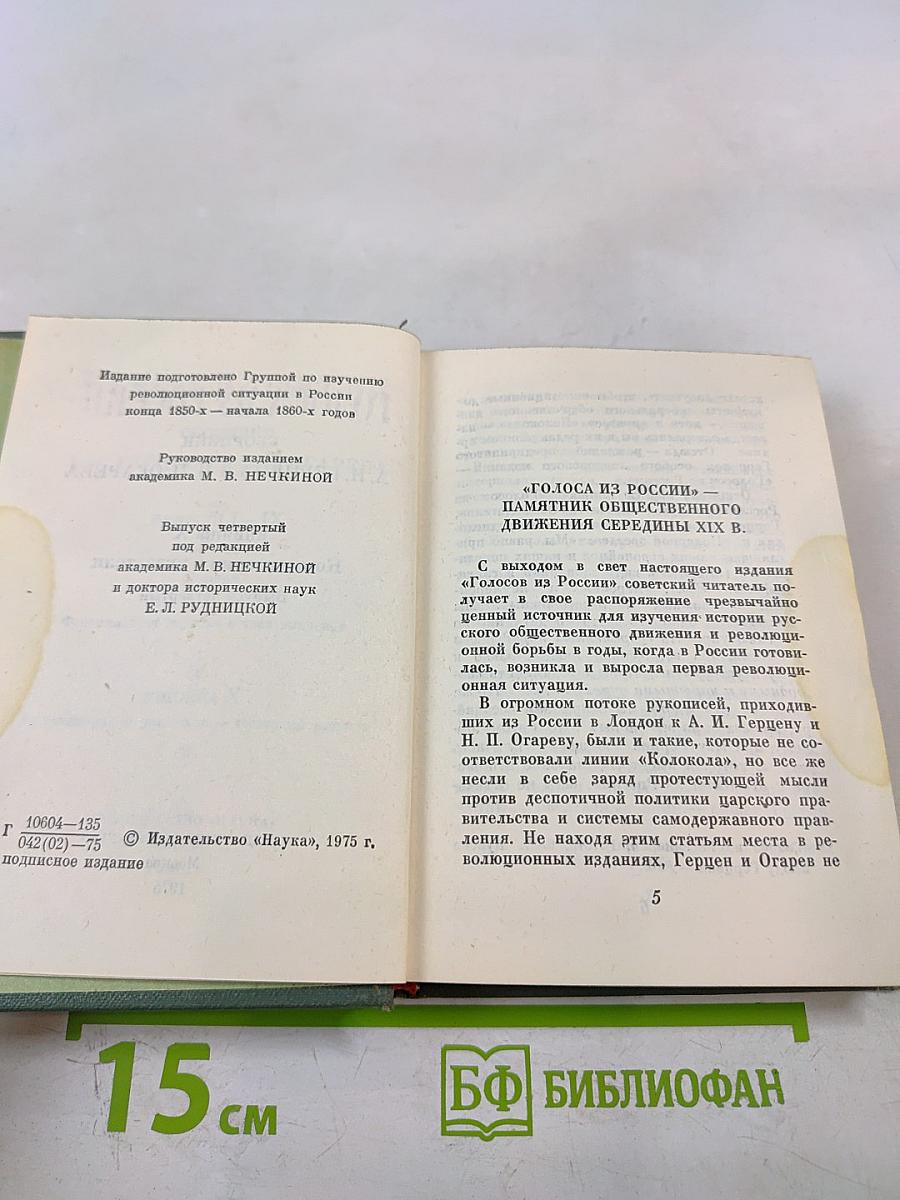 Издание подготовлено Группой по изучению
революционной ситуации в России
конца 1850-х — начала 1860-х годов
Руководство изданием
академика М. В. НЕЧКИНОЙ
Выпуск четвертый
под редакцией
академика М. В. НЕЧКИНОЙ
и доктора исторических наук
Е. Л. РУДНИЦКОЙ
Г 10604—135
042(02)—75
© Издательство «Наука», 1975 г.
подписное издание
«ГОЛОСА ИЗ РОССИИ» —
ПАМЯТНИК ОБЩЕСТВЕННОГО
ДВИЖЕНИЯ СЕРЕДИНЫ XIX В.
С выходом в свет настоящего издания
«Голосов из России» советский читатель по-
лучает в свое распоряжение чрезвычайно
ценный источник для изучения истории рус-
ского общественного движения и революци-
онной борьбы в годы, когда в России готови-
лась, возникла и выросла первая революци-
онная ситуация.
В огромном потоке рукописей, приходив-
ших из России в Лондон к А. И. Герцену и
Н. П. Огареву, были и такие, которые не со-
ответствовали линии «Колокола», но все же
несли в себе заряд протестующей мысли
против деспотичной политики царского пра-
вительства и системы самодержавного прав-
ления. Не находя этим статьям места в ре-
волюционных изданиях, Герцен и Огарев не
5
15 см
БФ БИБЛИОФАН